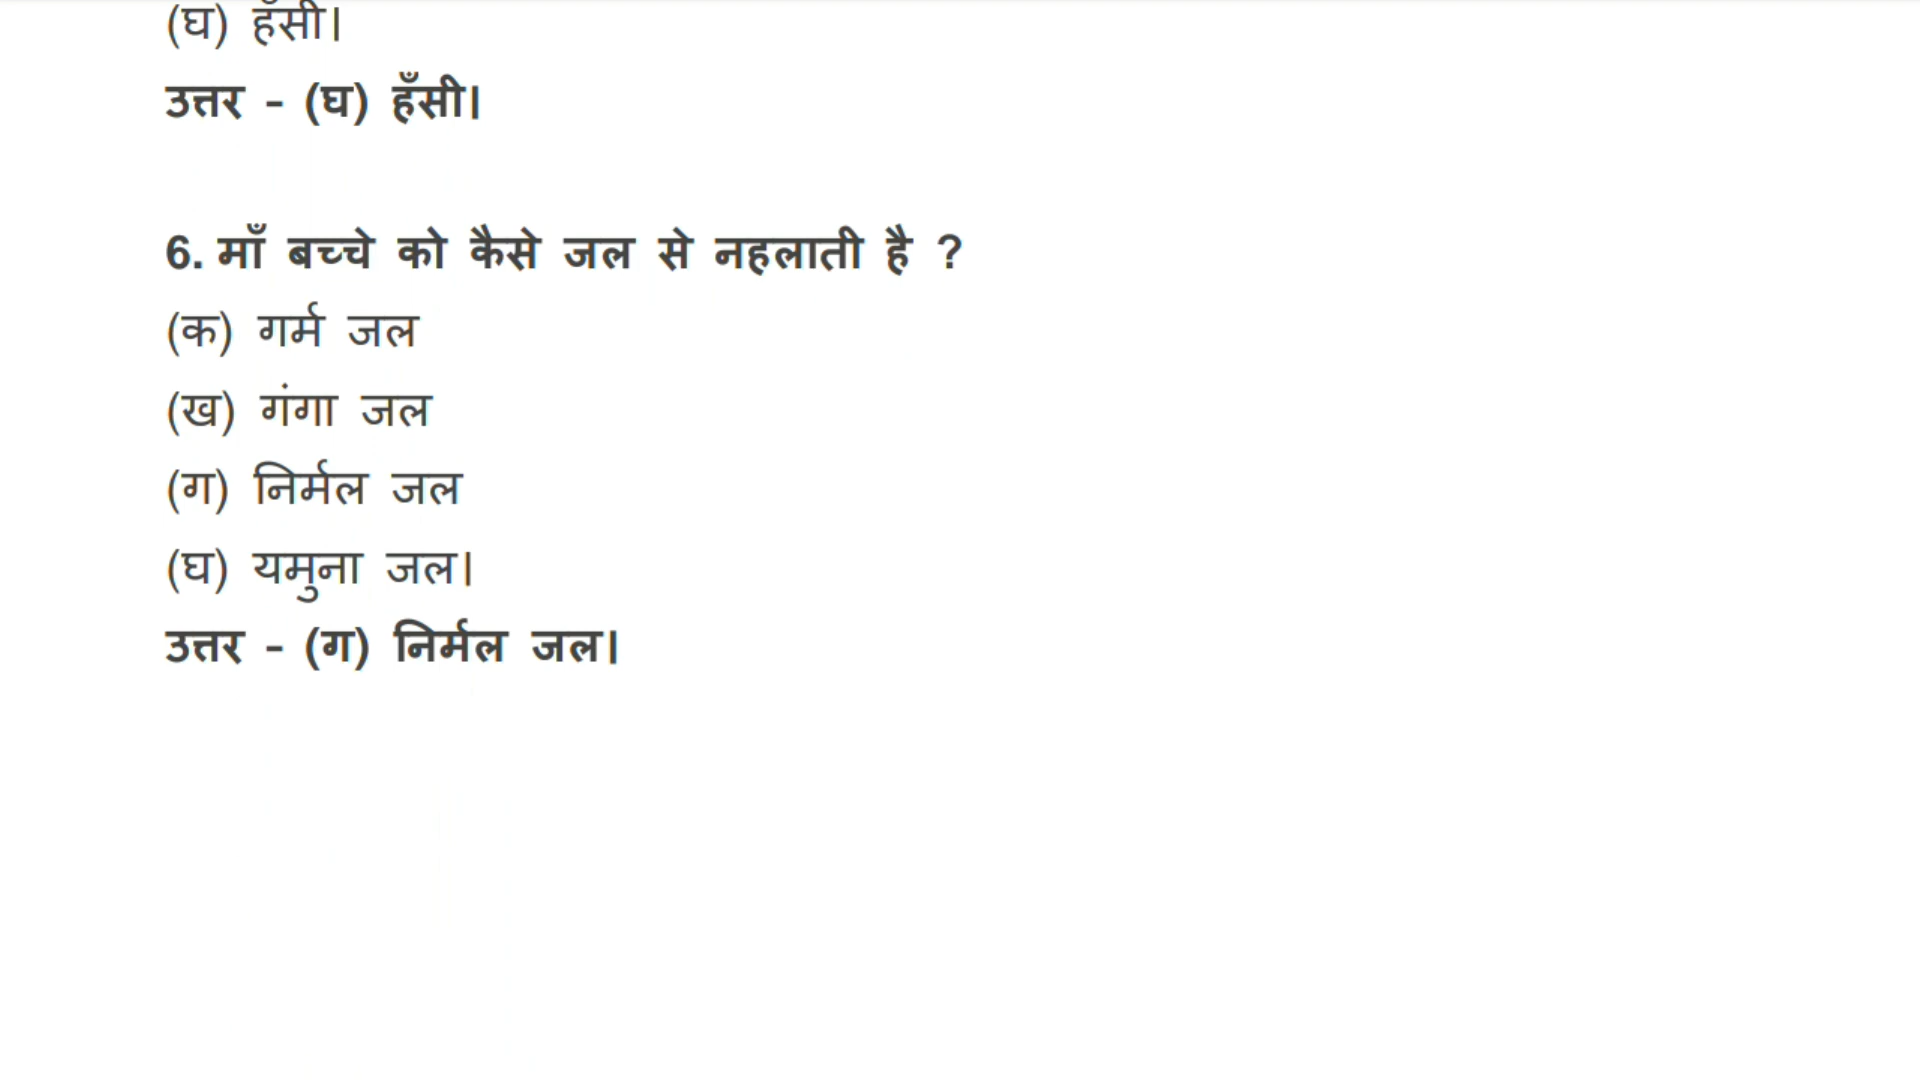 (घ) हँसी।
उत्तर - (घ) हँसी।
6. माँ बच्चे को कैसे जल से नहलाती है ?
(क) गर्म जल
(ख) गंगा जल
(ग) निर्मल जल
(घ) यमुना जल।
उत्तर - (ग) निर्मल जल।